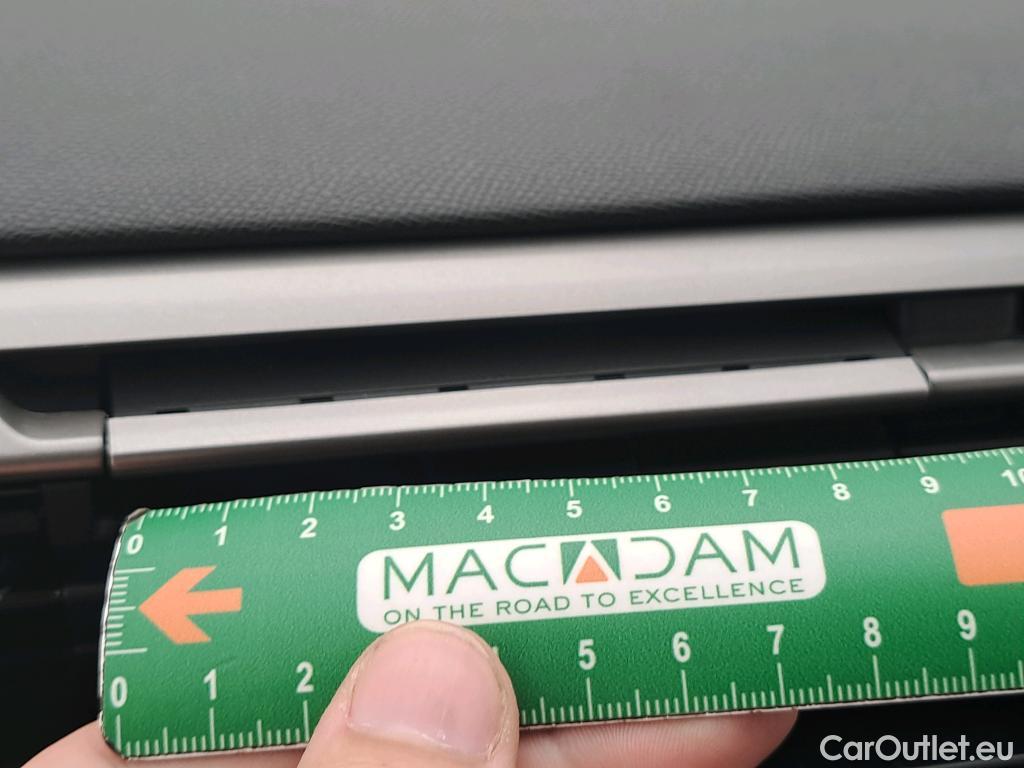 0 1 2 3 4 5 6 7 8 9 10
MACADAM
ON THE ROAD TO EXCELLENCE
0 1 2 5 6 7 8 9
CarOutlet.eu